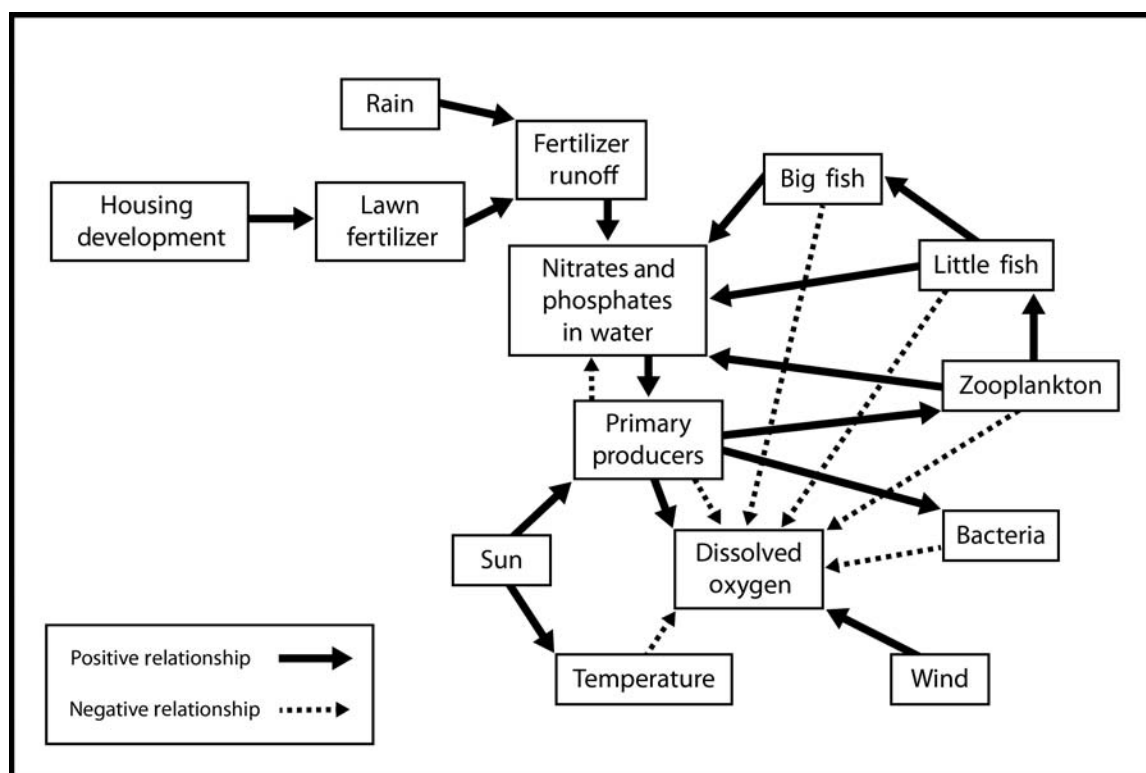 Rain
Fertilizer
runoff
Big fish
Housing
development
Lawn
fertilizer
Nitrates and
phosphates
in water
Little fish
Zooplankton
Primary
producers
Bacteria
Sun
Dissolved
oxygen
Temperature
Wind
Positive relationship
Negative relationship